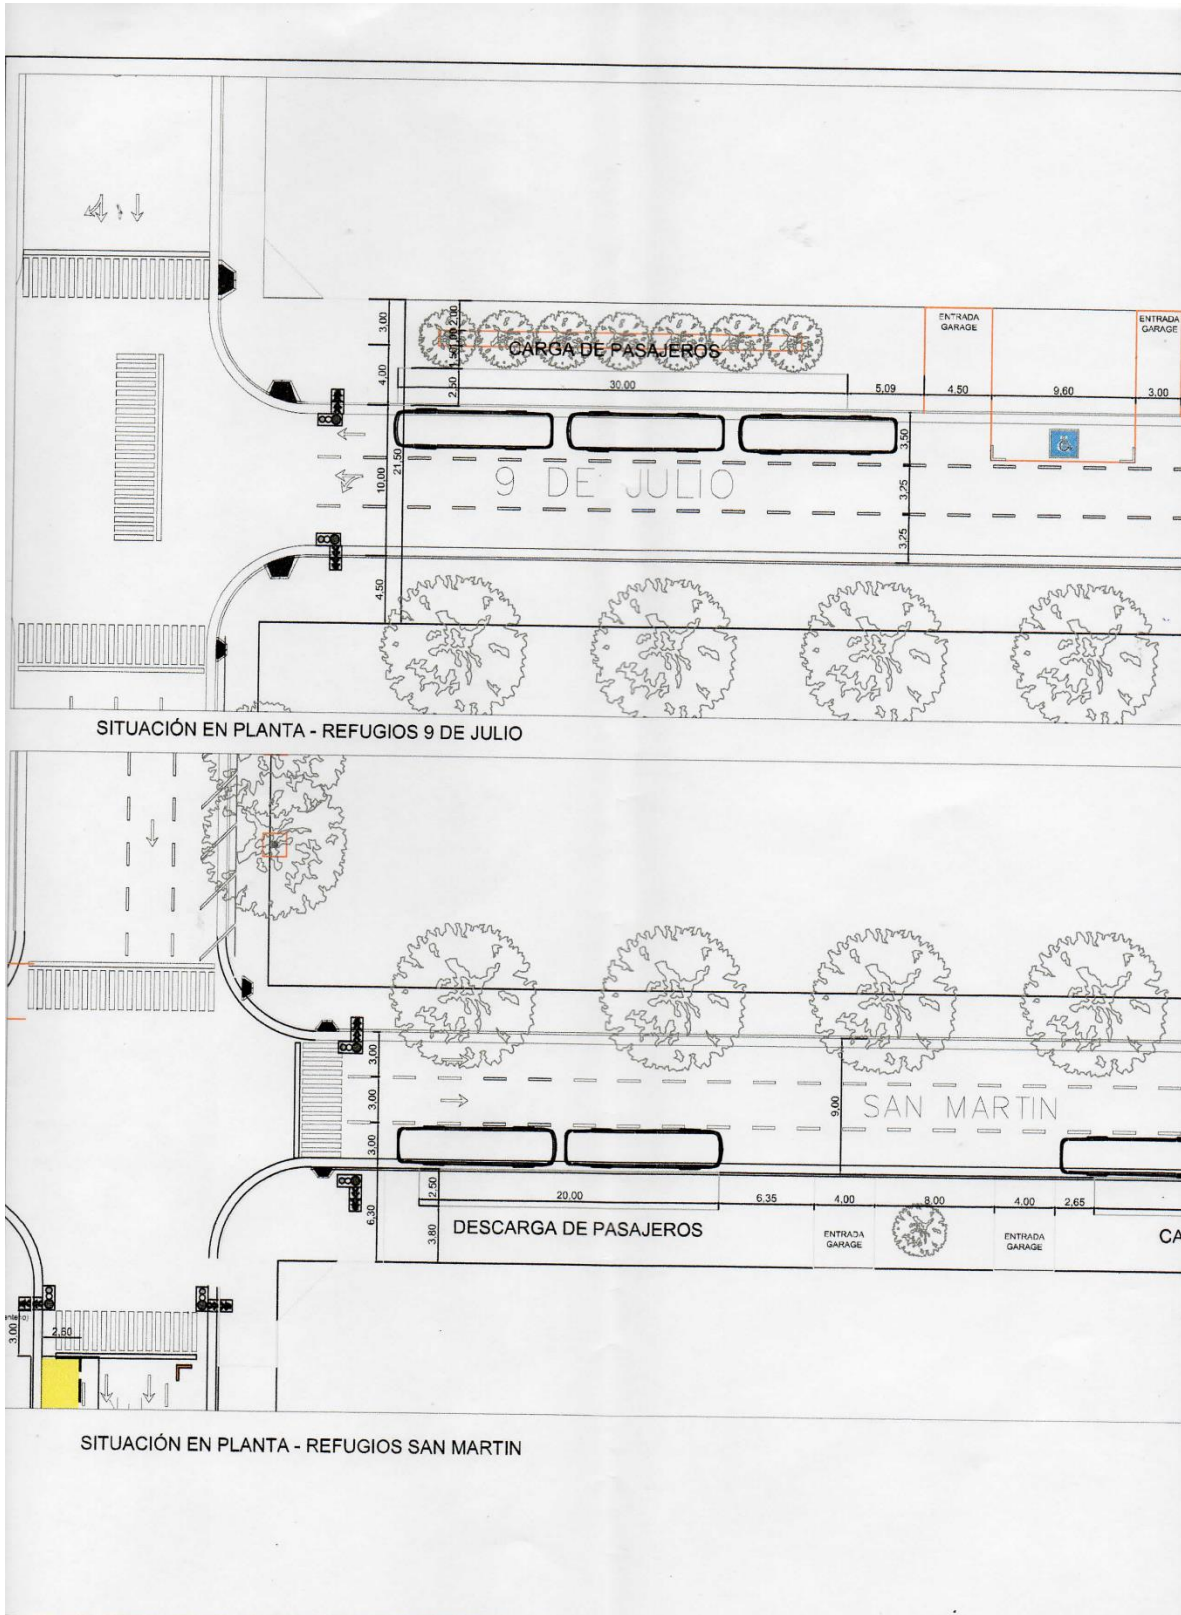 ENTRADA
GARAGE
ENTRADA
GARAGE
3,00
2,00
1,00
1,50
CARGA DE PASAJEROS
4,00
2,50
30.00
5,09
4,50
9,60
3,00
21,50
10,00
3,50
9 DE JULIO
3,25
3,25
4,50
SITUACIÓN EN PLANTA - REFUGIOS 9 DE JULIO
3,00
3,00
9,00
SAN MARTIN
3,00
2,50
20,00
6,35
4,00
8,00
4,00
2,65
6,30
3,80
DESCARGA DE PASAJEROS
ENTRADA
GARAGE
ENTRADA
GARAGE
CA
3,00
2,60
SITUACIÓN EN PLANTA - REFUGIOS SAN MARTIN